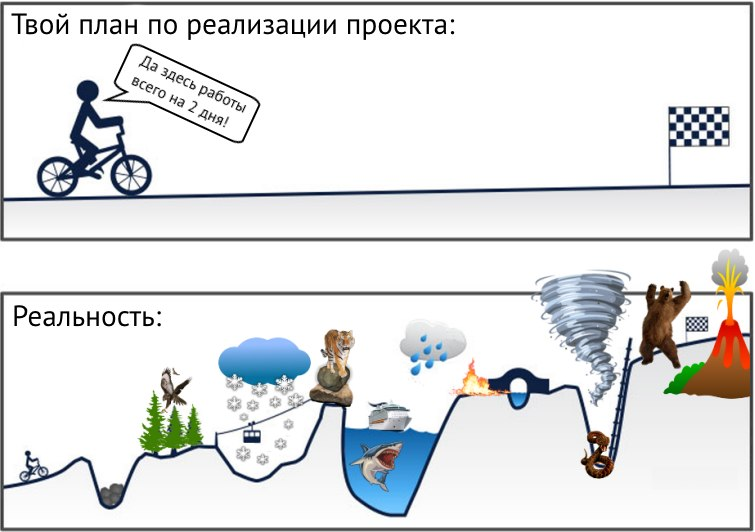 Твой план по реализации проекта:
Да здесь работы
всего на 2 дня!
Реальность: